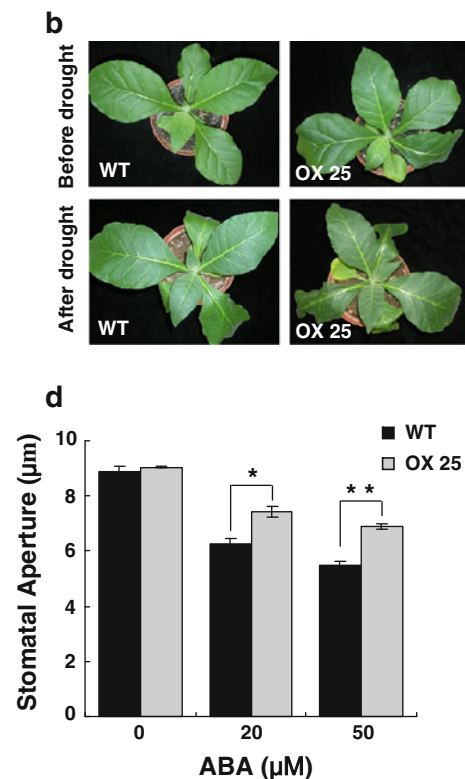 b
Before drought
WT
OX 25
After drought
WT
OX 25
d
WT
OX 25
Stomatal Aperture (μm)
10
8
6
4
2
0
*
* *
0
20
50
ABA (μM)